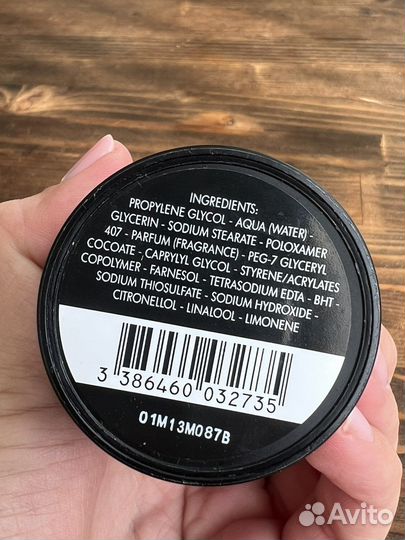 INGREDIENTS:
PROPYLENE GLYCOL - AQUA (WATER) -
GLYCERIN - SODIUM STEARATE - POLOXAMER
407 - PARFUM (FRAGRANCE) - PEG-7 GLYCERYL
COCOATE - CAPRYLYL GLYCOL - STYRENE/ACRYLATES
COPOLYMER - FARNESOL - TETRASODIUM EDTA - BHT -
SODIUM THIOSULFATE - SODIUM HYDROXIDE -
CITRONELLOL - LINALOOL - LIMONENE
3 386460 032735
01M13M087B
Avito